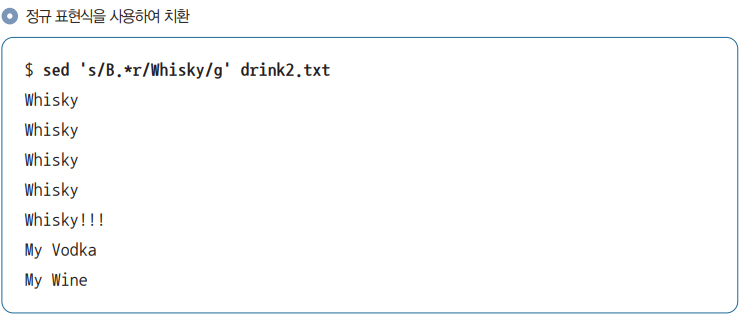 정규 표현식을 사용하여 치환
$ sed 's/B.*r/Whisky/g' drink2.txt
Whisky
Whisky
Whisky
Whisky
Whisky!!!
My Vodka
My Wine